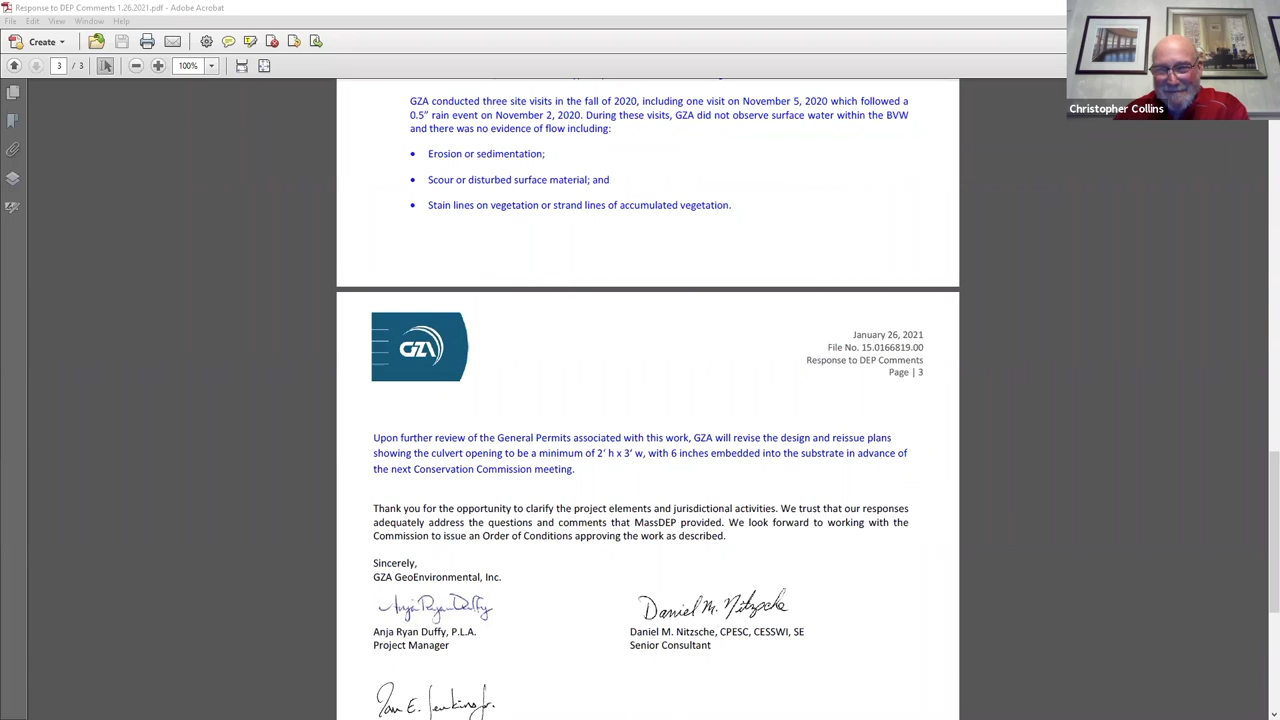 Response to DEP Comments 1.26.2021.pdf - Adobe Acrobat
File Edit View Window Help
Create
3 / 3 100%
Christopher Collins
GZA conducted three site visits in the fall of 2020, including one visit on November 5, 2020 which followed a
0.5" rain event on November 2, 2020. During these visits, GZA did not observe surface water within the BVW
and there was no evidence of flow including:
• Erosion or sedimentation;
• Scour or disturbed surface material; and
• Stain lines on vegetation or strand lines of accumulated vegetation.
GZA
January 26, 2021
File No. 15.0166819.00
Response to DEP Comments
Page | 3
Upon further review of the General Permits associated with this work, GZA will revise the design and reissue plans
showing the culvert opening to be a minimum of 2' h x 3' w, with 6 inches embedded into the substrate in advance of
the next Conservation Commission meeting.
Thank you for the opportunity to clarify the project elements and jurisdictional activities. We trust that our responses
adequately address the questions and comments that MassDEP provided. We look forward to working with the
Commission to issue an Order of Conditions approving the work as described.
Sincerely,
GZA GeoEnvironmental, Inc.
Anja Ryan Duffy Daniel M. Nitzsche
Anja Ryan Duffy, P.L.A. Daniel M. Nitzsche, CPESC, CESSWI, SE
Project Manager Senior Consultant
E. Jenkins Jr.